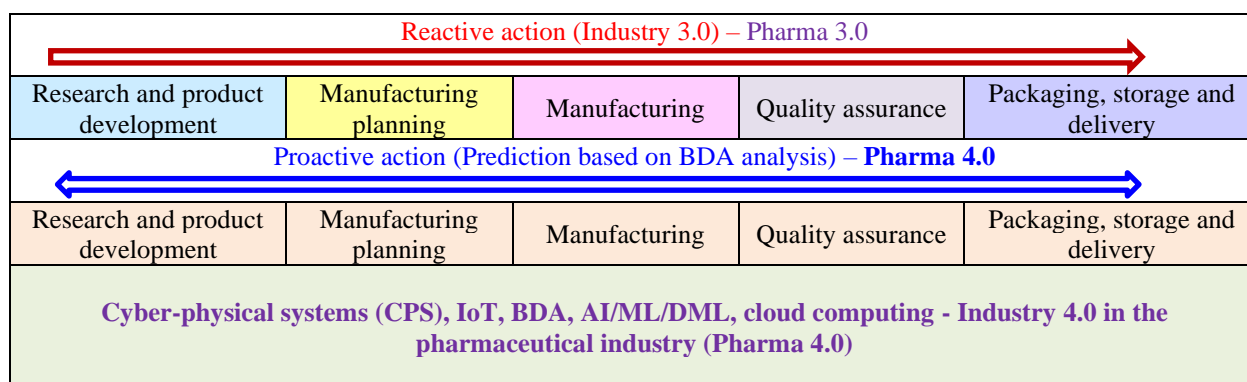 Reactive action (Industry 3.0) – Pharma 3.0
Research and product
development
Manufacturing
planning
Manufacturing
Quality assurance
Packaging, storage and
delivery
Proactive action (Prediction based on BDA analysis) – Pharma 4.0
Research and product
development
Manufacturing
planning
Manufacturing
Quality assurance
Packaging, storage and
delivery
Cyber-physical systems (CPS), IoT, BDA, AI/ML/DML, cloud computing - Industry 4.0 in the
pharmaceutical industry (Pharma 4.0)